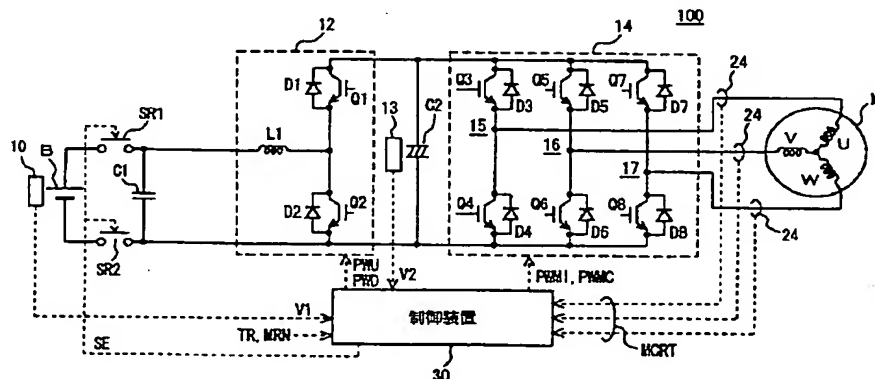 100
12
14
24
D1
Q1
13
C2
Q3
D3
Q5
D5
Q7
D7
SR1
L1
15
24
10
B
C1
16
V
U
W
17
D2
Q2
Q4
D4
Q6
D6
Q8
D8
24
SR2
PWU
PWD
V2
PWMI, PWMC
V1
制御装置
TR, MRN
SE
MCRT
30